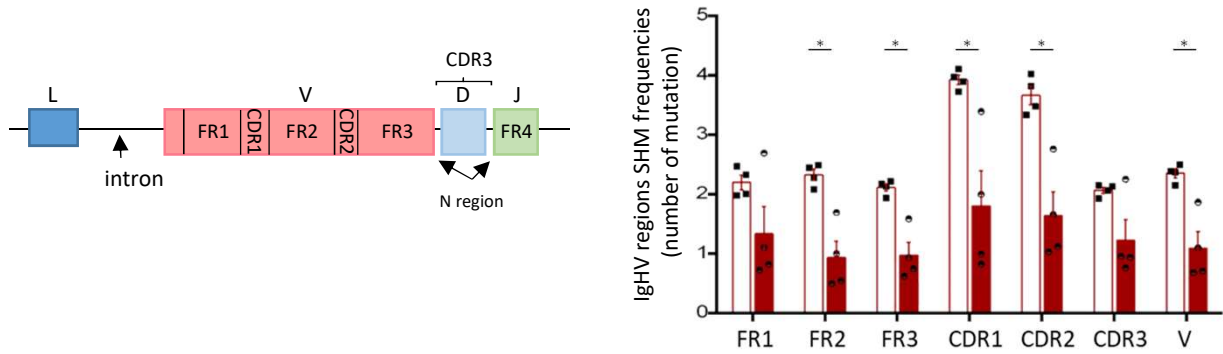 CDR3
L
V
D
J
FR1
CDR1
FR2
CDR2
FR3
FR4
intron
N region
IgHV regions SHM frequencies
(number of mutation)
5
4
3
2
1
0
* * * * *
FR1 FR2 FR3 CDR1 CDR2 CDR3 V